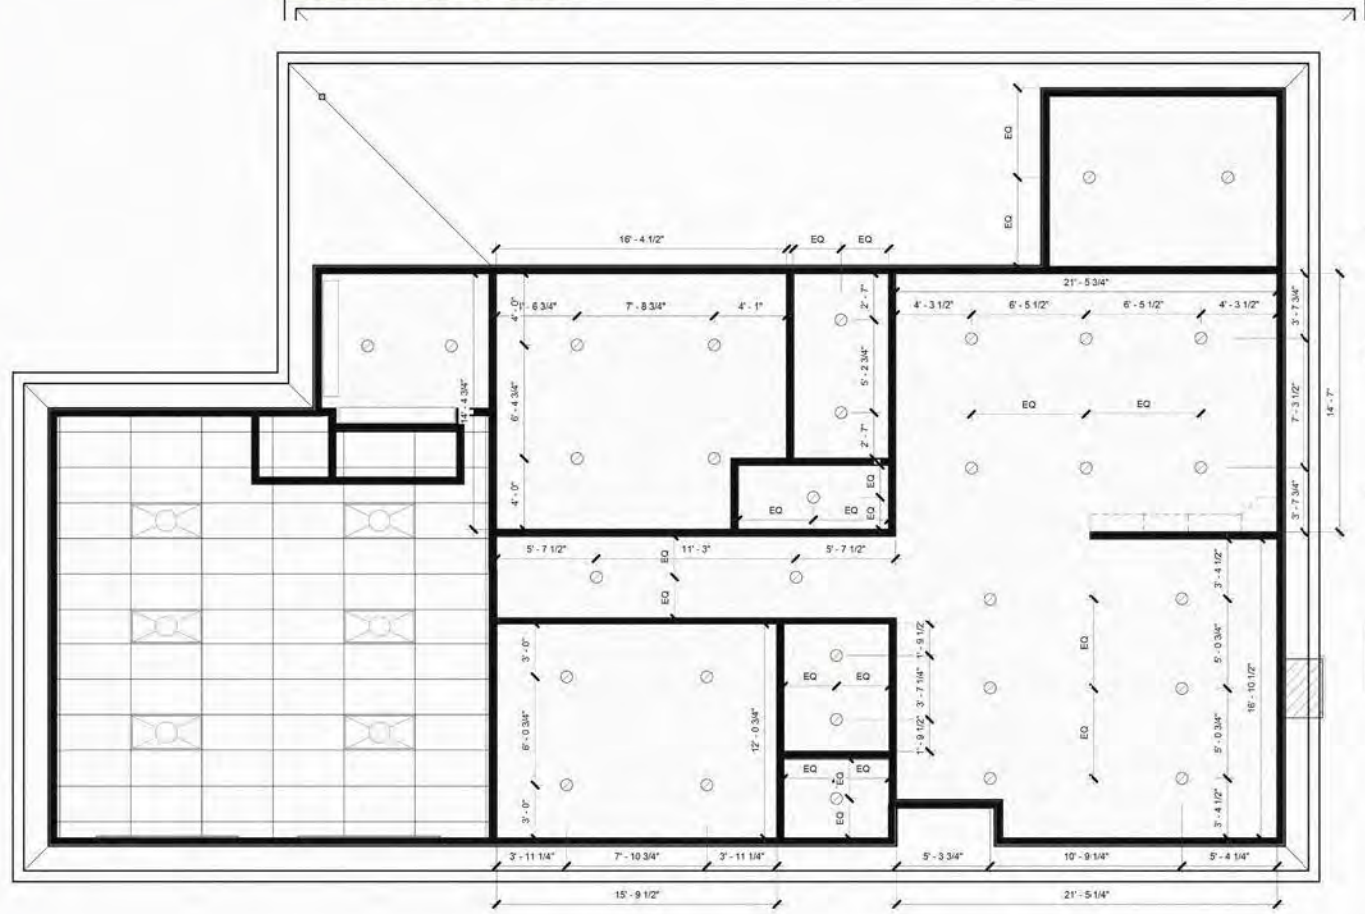 EQ
EQ
16' - 4 1/2"
EQ
EQ
21' - 5 3/4"
4' - 0"
1' - 6 3/4"
7' - 8 3/4"
4' - 1"
2' - 7"
4' - 3 1/2"
6' - 5 1/2"
6' - 5 1/2"
4' - 3 1/2"
3' - 7 3/4"
5' - 2 3/4"
14' - 4 3/4"
6' - 4 3/4"
EQ
EQ
7' - 3 1/2"
14' - 7"
2' - 7"
4' - 0"
EQ
EQ
EQ
EQ
3' - 7 3/4"
5' - 7 1/2"
11' - 3"
5' - 7 1/2"
EQ
EQ
3' - 4 1/2"
3' - 0"
1' - 9 1/2"
EQ
5' - 0 3/4"
EQ
EQ
3' - 7 1/4"
16' - 10 1/2"
6' - 0 3/4"
12' - 0 3/4"
1' - 9 1/2"
EQ
5' - 0 3/4"
EQ
EQ
EQ
3' - 0"
EQ
3' - 4 1/2"
3' - 11 1/4"
7' - 10 3/4"
3' - 11 1/4"
5' - 3 3/4"
10' - 9 1/4"
5' - 4 1/4"
15' - 9 1/2"
21' - 5 1/4"